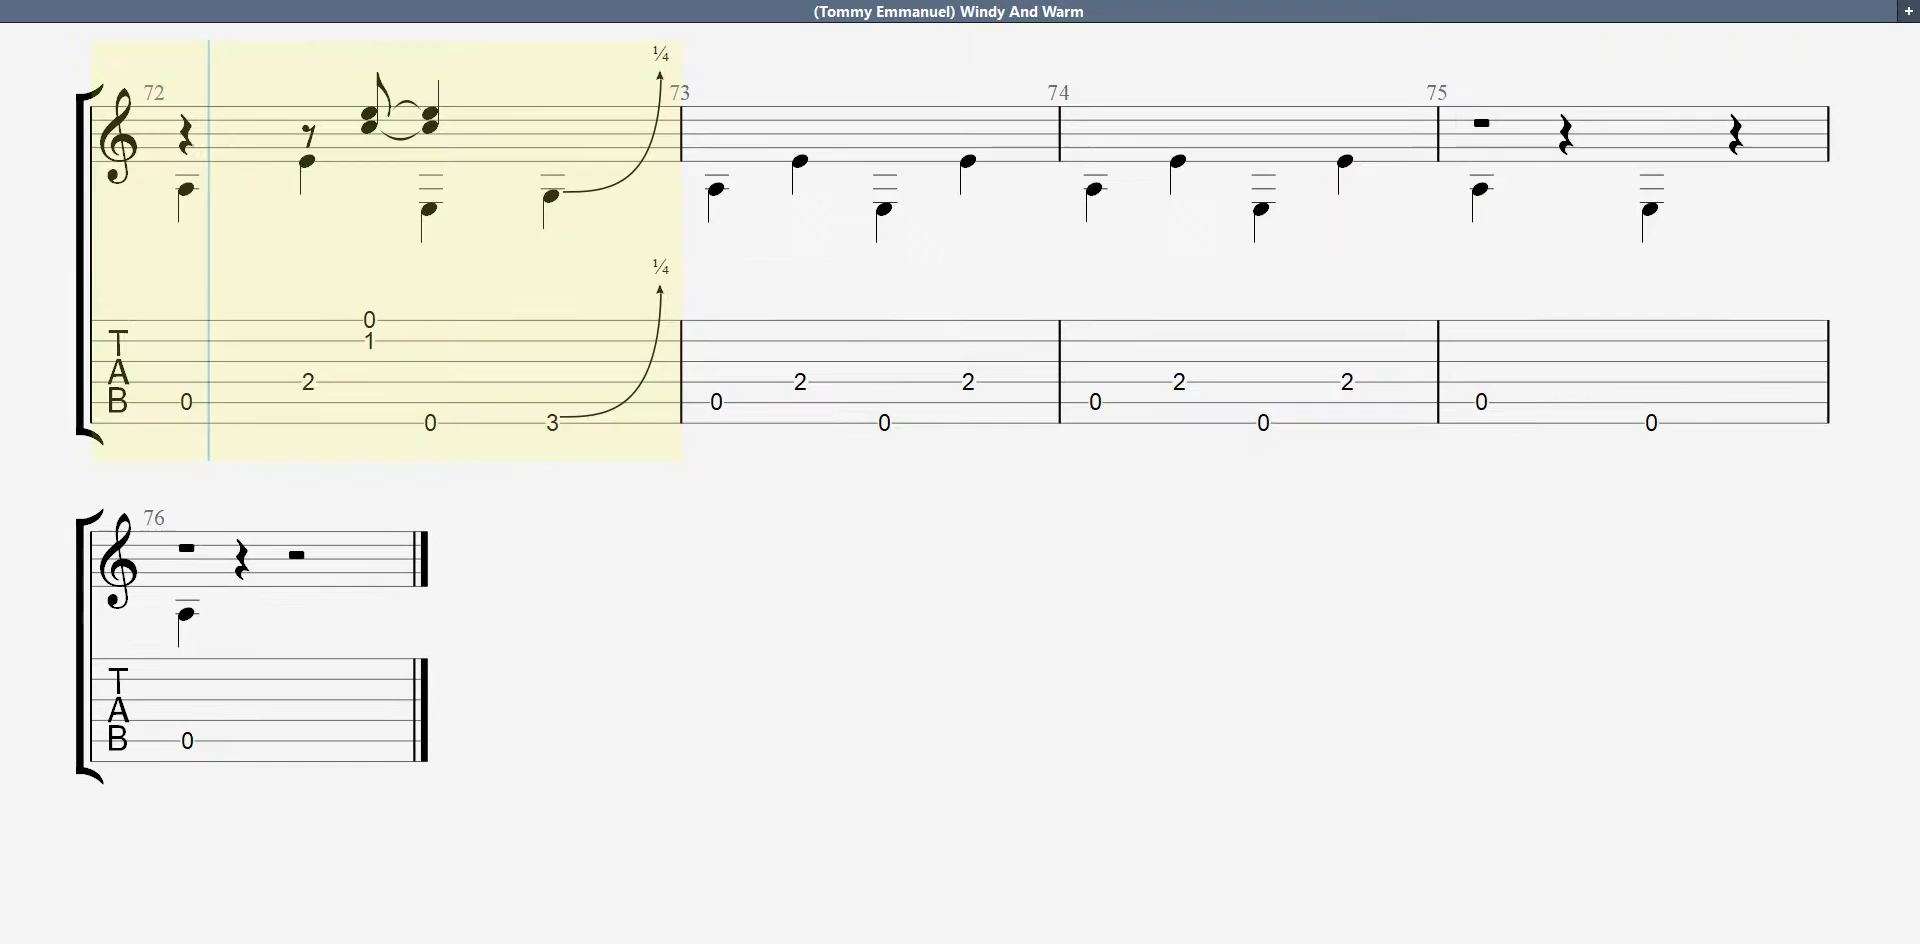 (Tommy Emmanuel) Windy And Warm
+
1/4
72 73 74 75
1/4
0
T 1
A 2 2 2 2 2
B 0 0 0 0
0 3 0 0 0
76
T
A
B 0